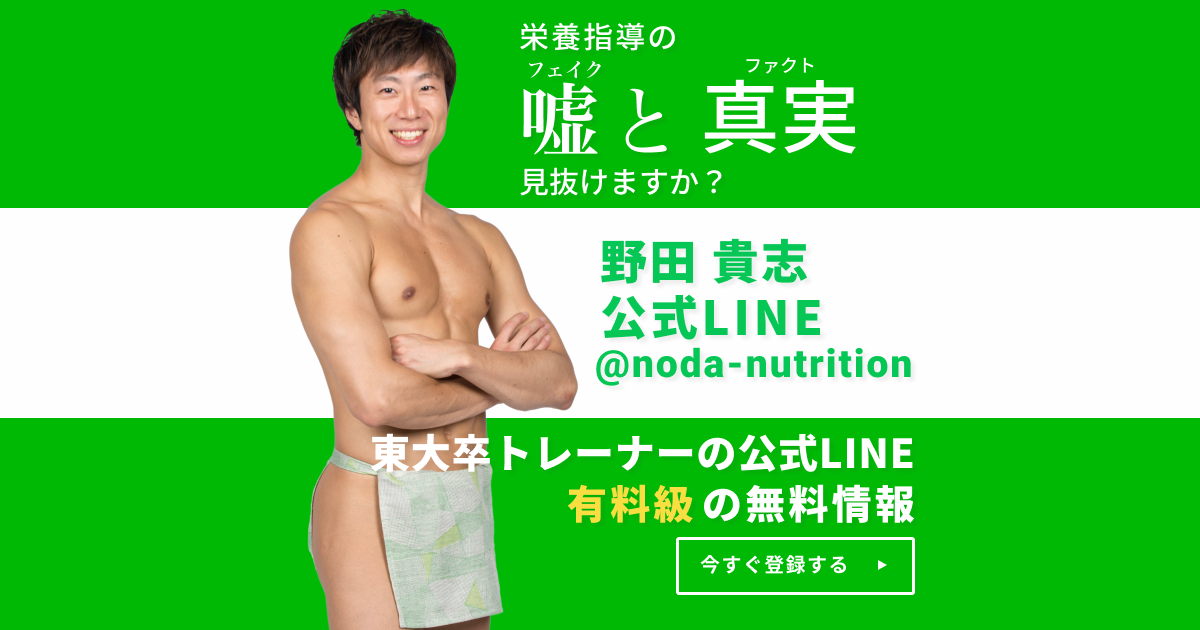 栄養指導の
フェイク ファクト
嘘と真実
見抜けますか？
野田 貴志
公式LINE
@noda-nutrition
東大卒トレーナーの公式LINE
有料級の無料情報
今すぐ登録する ▶